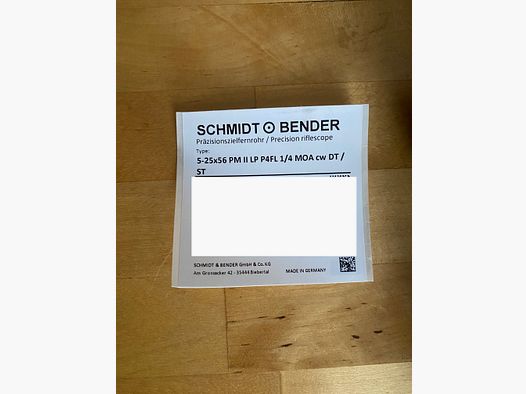 SCHMIDT BENDER
Präzisionszielfernrohr / Precision riflescope
Type:
5-25x56 PM II LP P4FL 1/4 MOA cw DT /
ST
SCHMIDT & BENDER GmbH & Co. KG
Am Grossacker 42 - 35444 Biebertal
MADE IN GERMANY